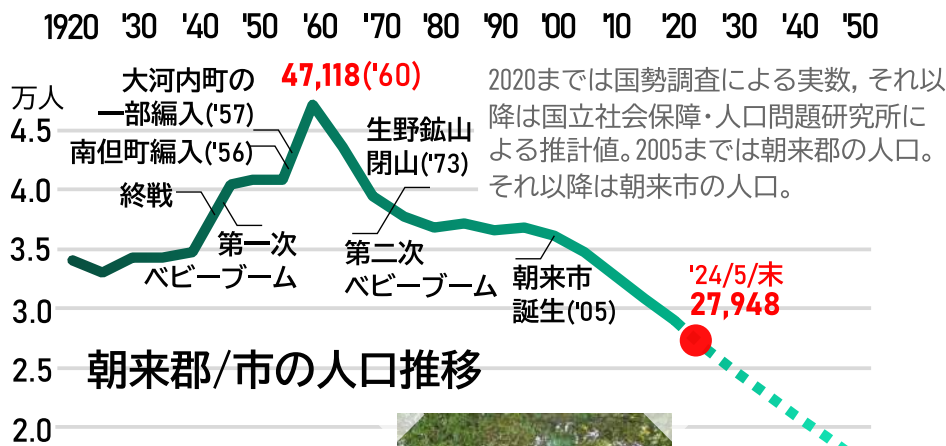 1920 '30 '40 '50 '60 '70 '80 '90 '00 '10 '20 '30 '40 '50
万人
4.5
4.0
3.5
3.0
2.5
2.0
大河内町の
一部編入('57)
南但町編入('56)
終戦
第一次
ベビーブーム
47,118('60)
生野鉱山
閉山('73)
第二次
ベビーブーム
朝来市
誕生('05)
2020までは国勢調査による実数，それ以
降は国立社会保障・人口問題研究所に
よる推計値。2005までは朝来郡の人口。
それ以降は朝来市の人口。
'24/5/末
27,948
朝来郡/市の人口推移